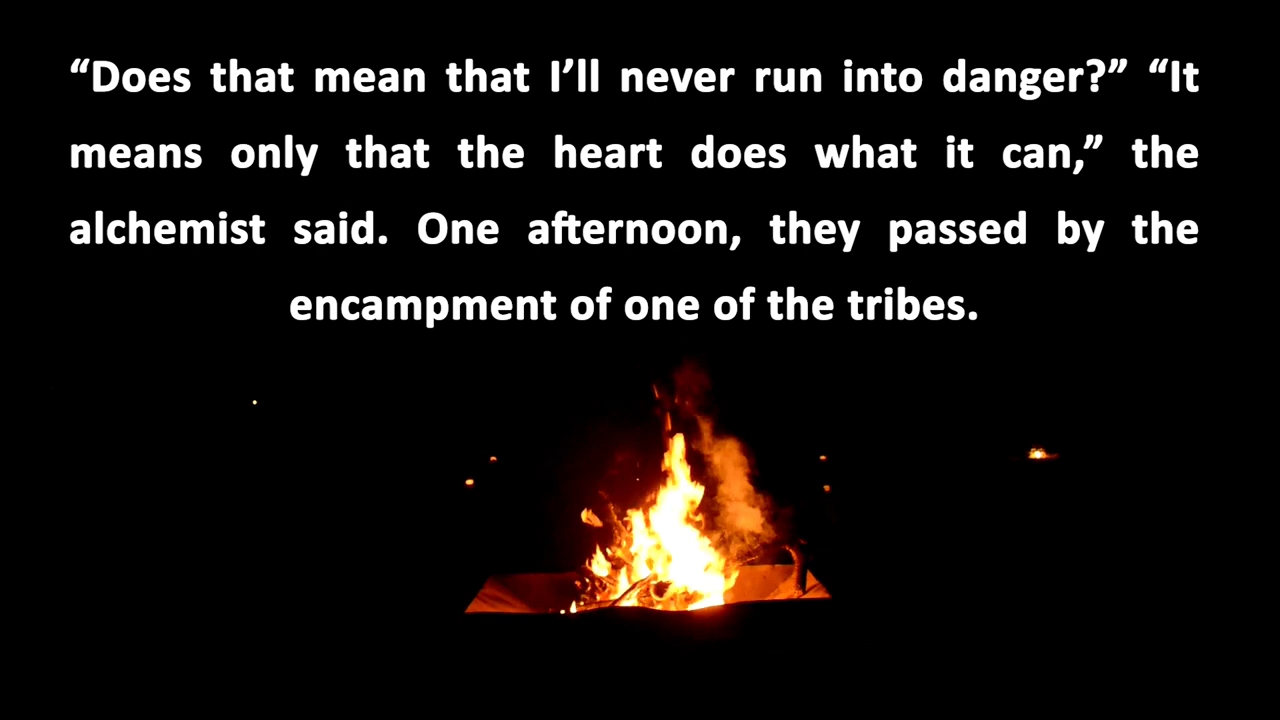 “Does that mean that I’ll never run into danger?” “It
means only that the heart does what it can,” the
alchemist said. One afternoon, they passed by the
encampment of one of the tribes.